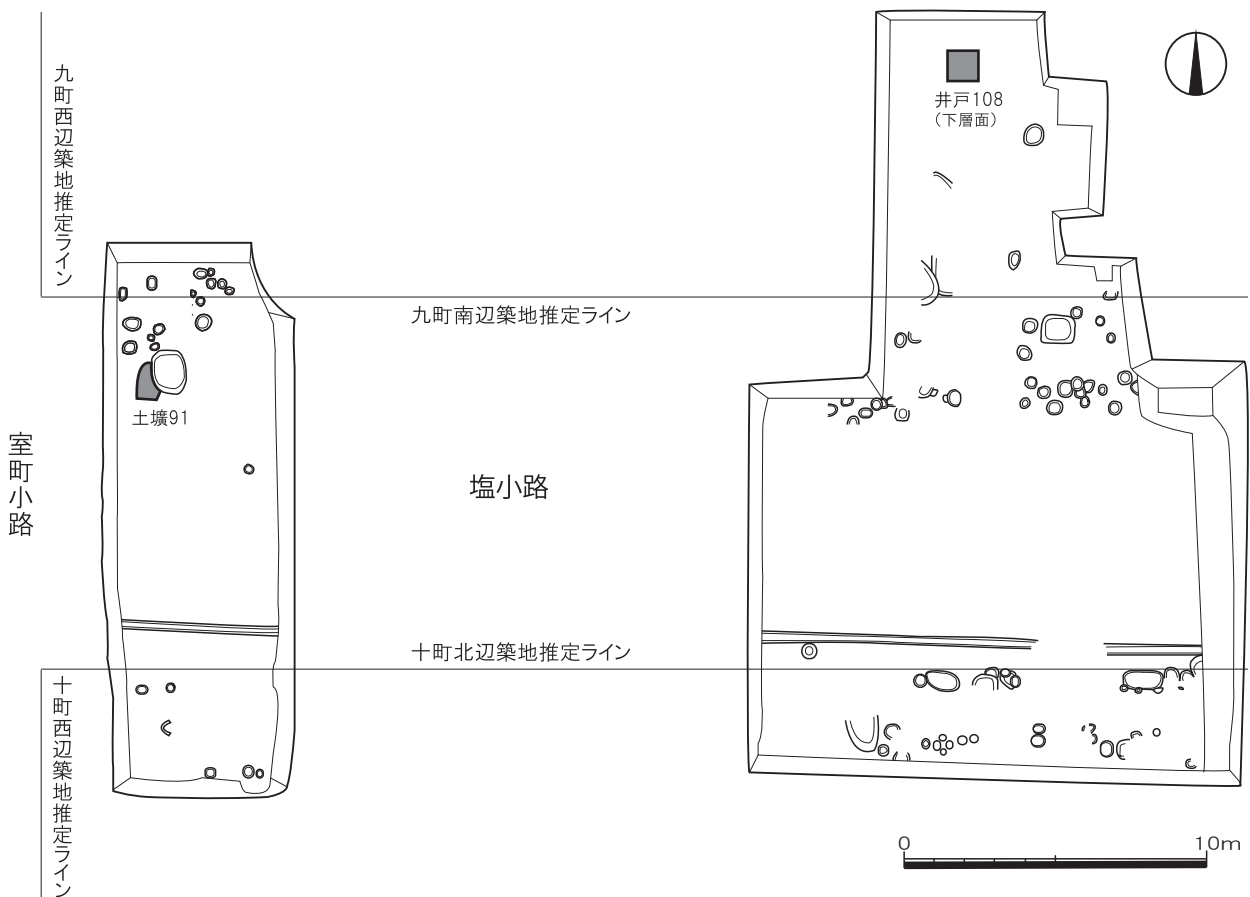 九町西辺築地推定ライン
井戸108
（下層面）
九町南辺築地推定ライン
土壙91
室町小路
塩小路
十町北辺築地推定ライン
十町西辺築地推定ライン
0 10m